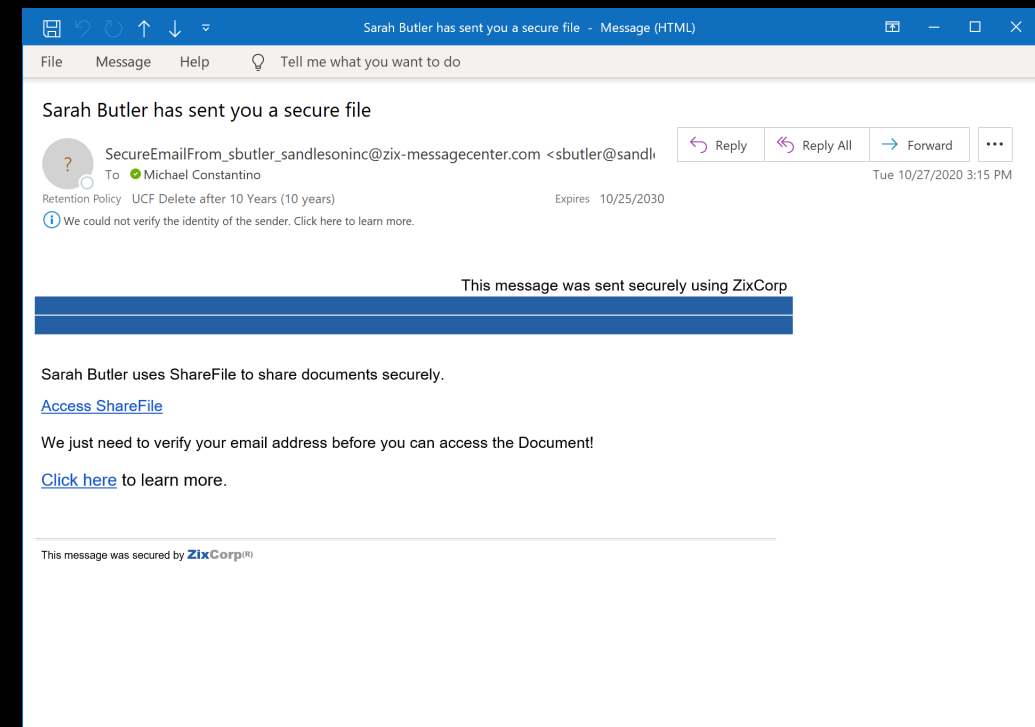 Sarah Butler has sent you a secure file - Message (HTML)
File Message Help Tell me what you want to do
Sarah Butler has sent you a secure file
?
SecureEmailFrom_sbutler_sandlesoninc@zix-messagecenter.com <sbutler@sandl
Reply Reply All Forward ...
To Michael Constantino
Tue 10/27/2020 3:15 PM
Retention Policy UCF Delete after 10 Years (10 years) Expires 10/25/2030
We could not verify the identity of the sender. Click here to learn more.
This message was sent securely using ZixCorp
Sarah Butler uses ShareFile to share documents securely.
Access ShareFile
We just need to verify your email address before you can access the Document!
Click here to learn more.
This message was secured by ZixCorp(R)